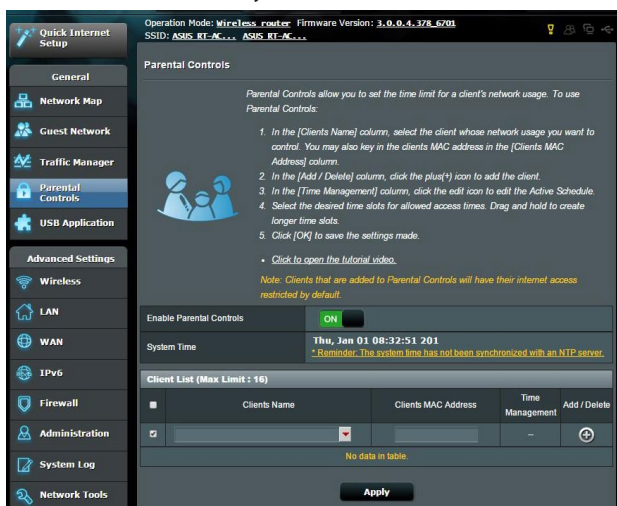 Quick Internet
Setup
Operation Mode: Wireless router Firmware Version: 3.0.0.4.378_6701
SSID: ASUS RT-AC... ASUS RT-AC...
General
Network Map
Guest Network
Traffic Manager
Parental
Controls
USB Application
Advanced Settings
Wireless
LAN
WAN
IPv6
Firewall
Administration
System Log
Network Tools
Parental Controls
Parental Controls allow you to set the time limit for a client's network usage. To use
Parental Controls:
1. In the [Clients Name] column, select the client whose network usage you want to
control. You may also key in the clients MAC address in the [Clients MAC
Address] column.
2. In the [Add / Delete] column, click the plus(+) icon to add the client.
3. In the [Time Management] column, click the edit icon to edit the Active Schedule.
4. Select the desired time slots for allowed access times. Drag and hold to create
longer time slots.
5. Click [OK] to save the settings made.
• Click to open the tutorial video.
Note: Clients that are added to Parental Controls will have their internet access
restricted by default.
Enable Parental Controls ON
System Time Thu, Jan 01 08:32:51 201
* Reminder: The system time has not been synchronized with an NTP server.
Client List (Max Limit : 16)
Clients Name Clients MAC Address Time
Management Add / Delete
–
No data in table.
Apply